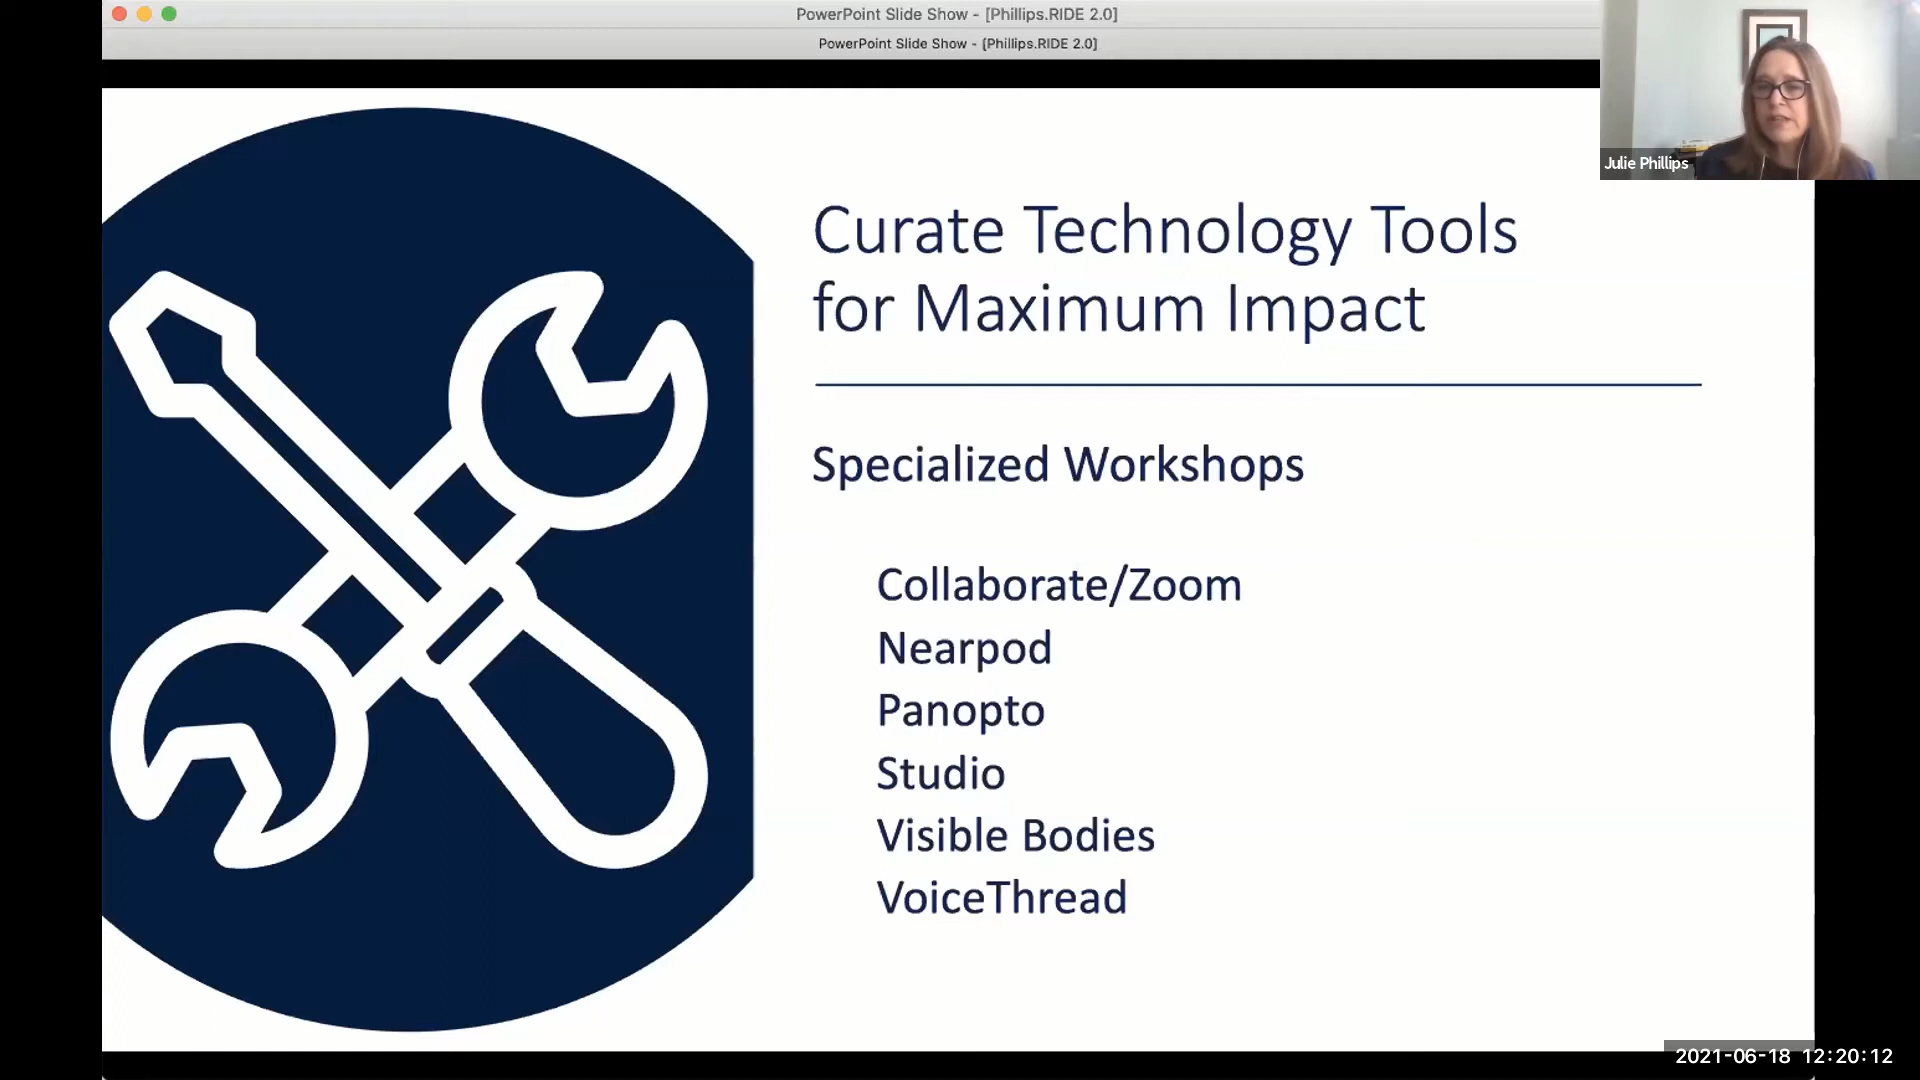 PowerPoint Slide Show - [Phillips.RIDE 2.0]
PowerPoint Slide Show - [Phillips.RIDE 2.0]
Julie Phillips
Curate Technology Tools
for Maximum Impact
Specialized Workshops
Collaborate/Zoom
Nearpod
Panopto
Studio
Visible Bodies
VoiceThread
2021-06-18 12:20:12